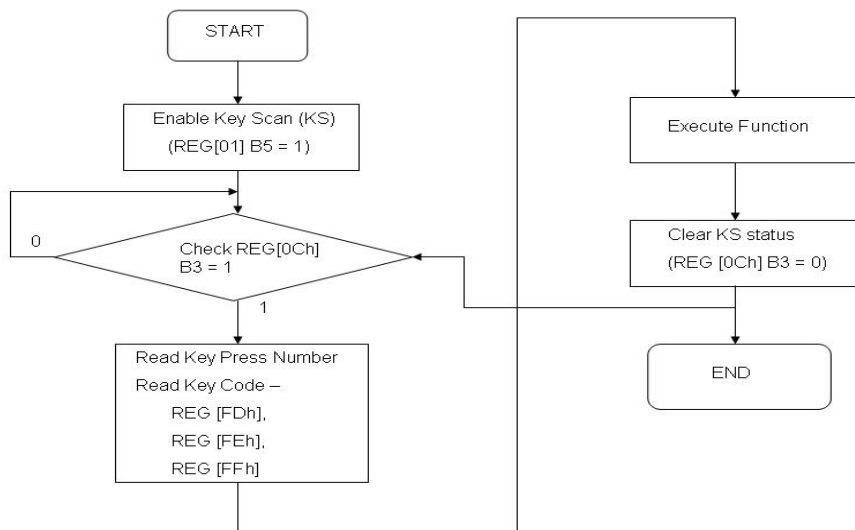 START
Enable Key Scan (KS)
(REG[01] B5 = 1)
0
Check REG[0Ch]
B3 = 1
1
Read Key Press Number
Read Key Code –
REG [FDh],
REG [FEh],
REG [FFh]
Execute Function
Clear KS status
(REG [0Ch] B3 = 0)
END